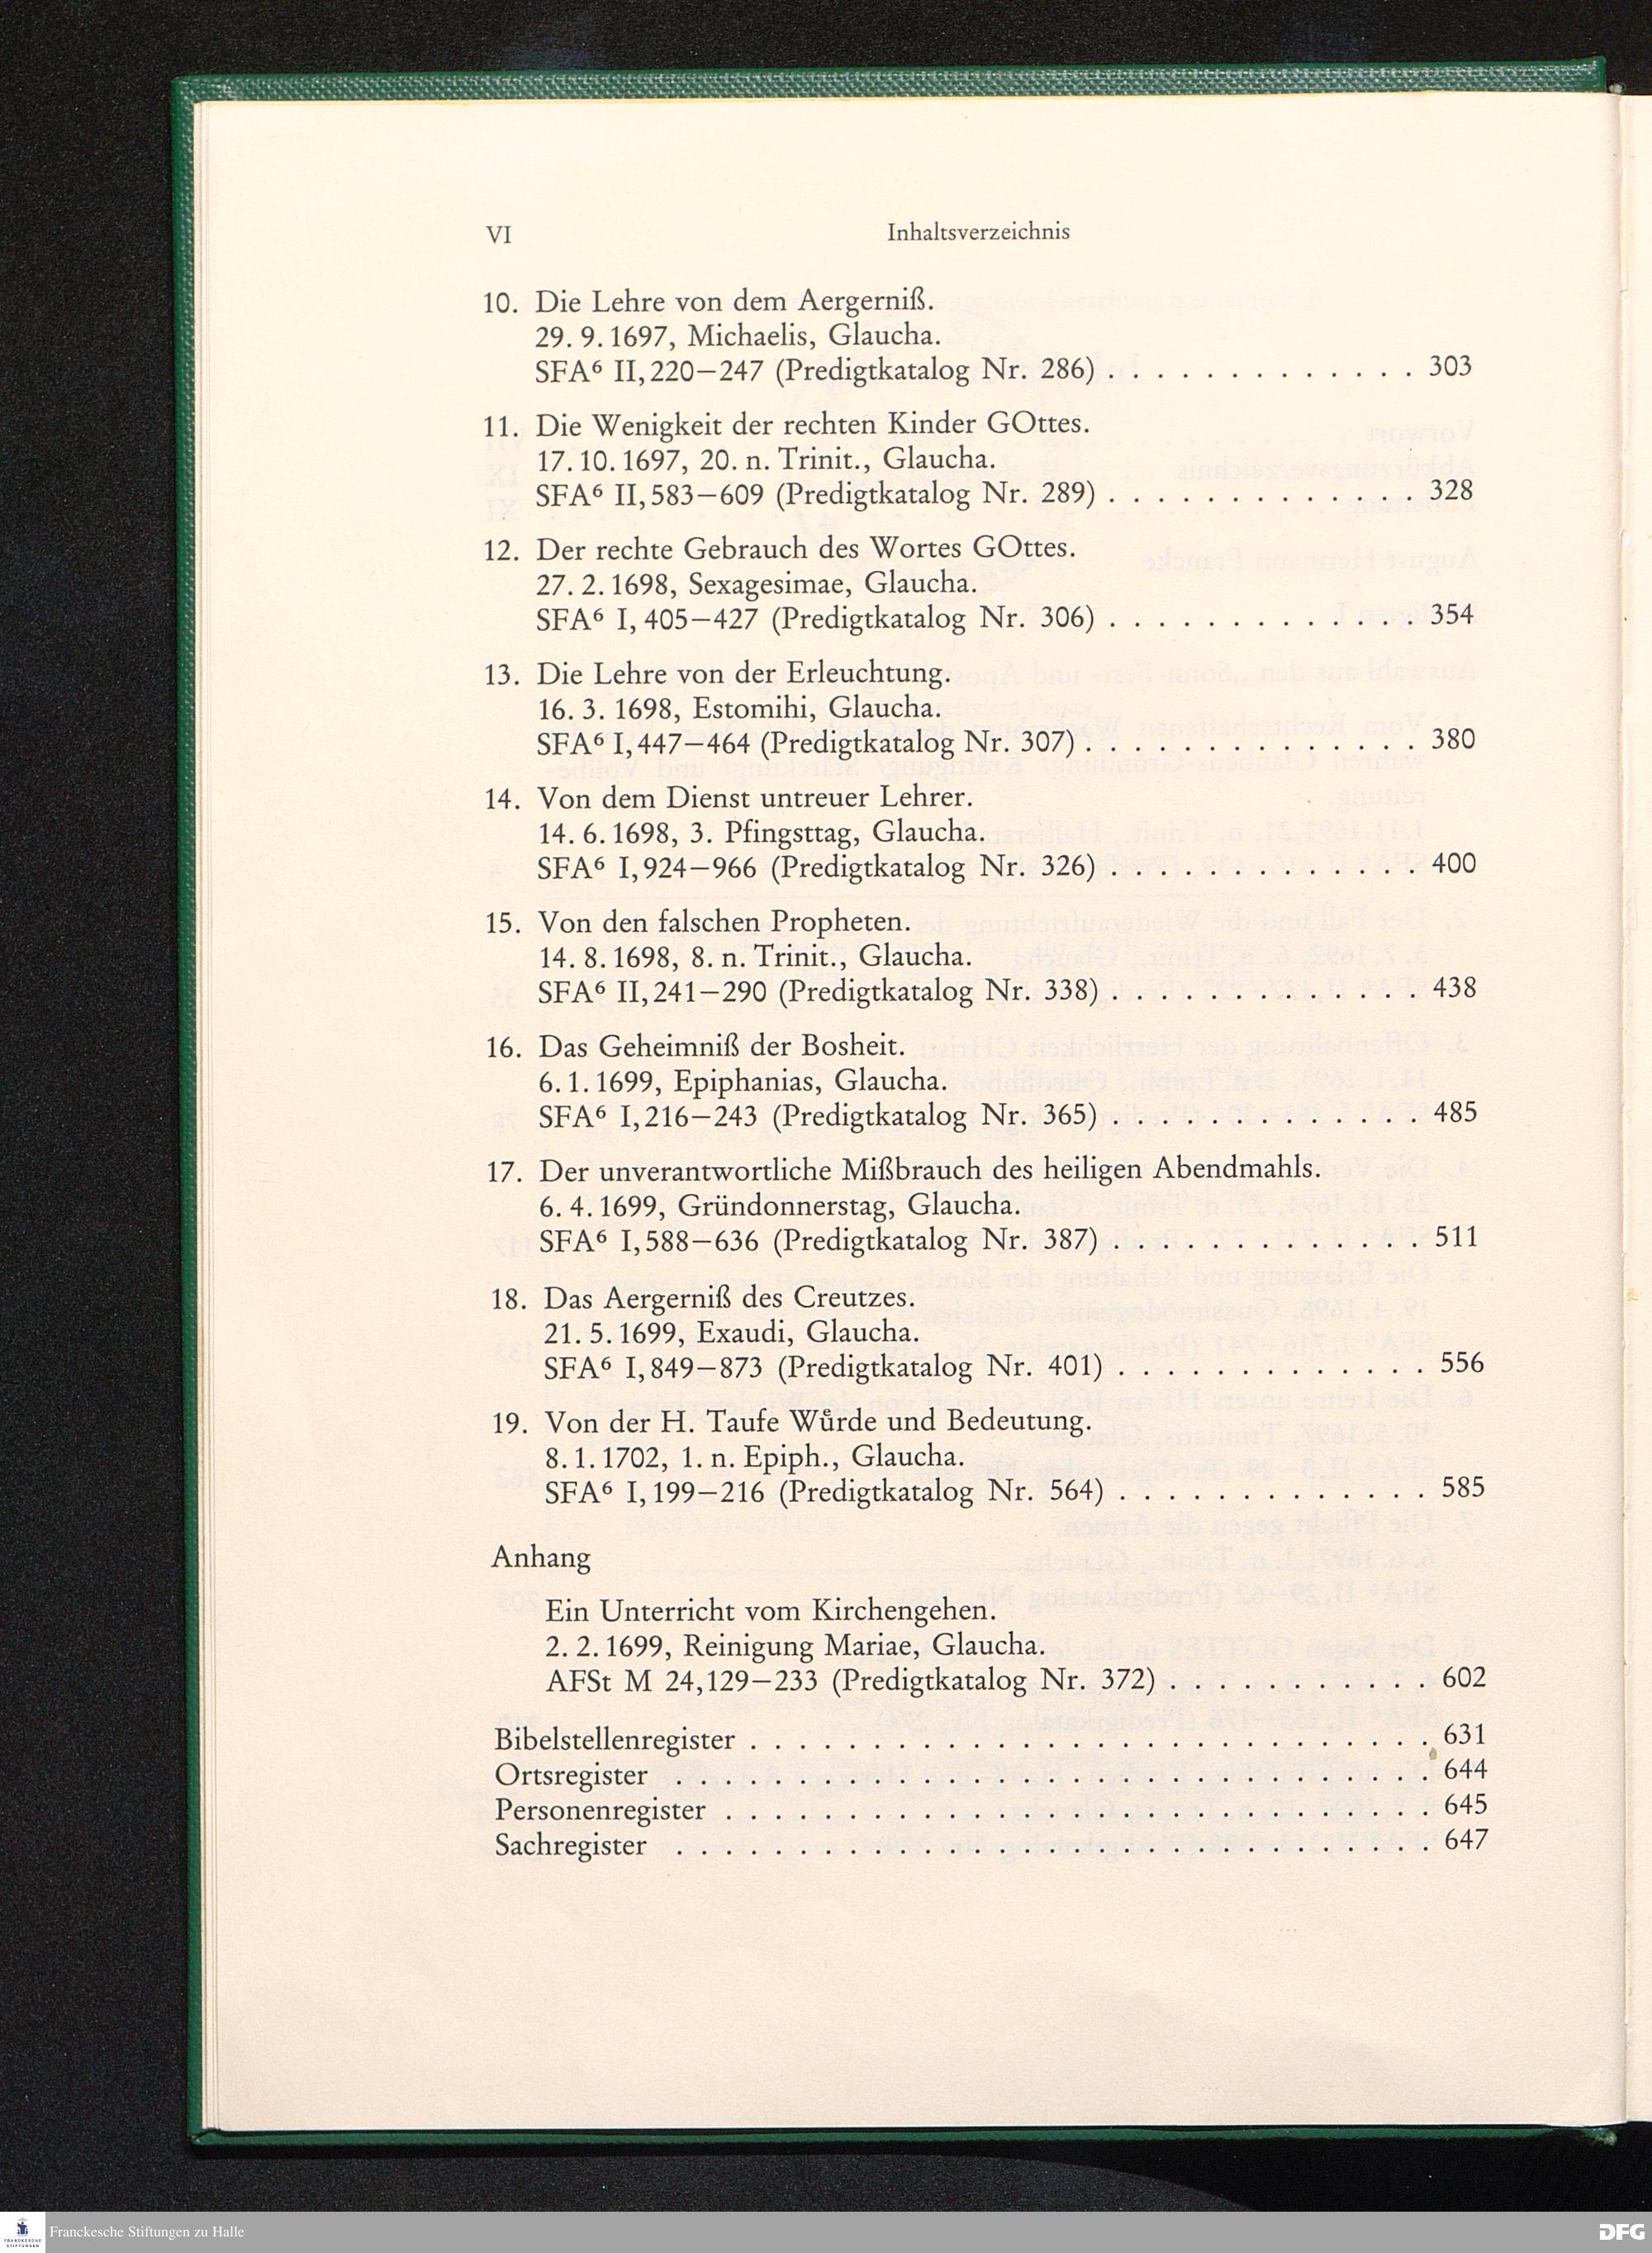 VI Inhaltsverzeichnis
10. Die Lehre von dem Aergerniß.
29. 9. 1697, Michaelis, Glaucha.
SFA⁶ II, 220—247 (Predigtkatalog Nr. 286) . . . . . . . . . . . . . 303
11. Die Wenigkeit der rechten Kinder GOttes.
17. 10. 1697, 20. n. Trinit., Glaucha.
SFA⁶ II, 583—609 (Predigtkatalog Nr. 289) . . . . . . . . . . . . . 328
12. Der rechte Gebrauch des Wortes GOttes.
27. 2. 1698, Sexagesimae, Glaucha.
SFA⁶ I, 405—427 (Predigtkatalog Nr. 306) . . . . . . . . . . . . . 354
13. Die Lehre von der Erleuchtung.
16. 3. 1698, Estomihi, Glaucha.
SFA⁶ I, 447—464 (Predigtkatalog Nr. 307) . . . . . . . . . . . . . . 380
14. Von dem Dienst untreuer Lehrer.
14. 6. 1698, 3. Pfingsttag, Glaucha.
SFA⁶ I, 924—966 (Predigtkatalog Nr. 326) . . . . . . . . . . . . . 400
15. Von den falschen Propheten.
14. 8. 1698, 8. n. Trinit., Glaucha.
SFA⁶ II, 241—290 (Predigtkatalog Nr. 338) . . . . . . . . . . . . . 438
16. Das Geheimniß der Bosheit.
6. 1. 1699, Epiphanias, Glaucha.
SFA⁶ I, 216—243 (Predigtkatalog Nr. 365) . . . . . . . . . . . . . 485
17. Der unverantwortliche Mißbrauch des heiligen Abendmahls.
6. 4. 1699, Gründonnerstag, Glaucha.
SFA⁶ I, 588—636 (Predigtkatalog Nr. 387) . . . . . . . . . . . . . 511
18. Das Aergerniß des Creutzes.
21. 5. 1699, Exaudi, Glaucha.
SFA⁶ I, 849—873 (Predigtkatalog Nr. 401) . . . . . . . . . . . . . 556
19. Von der H. Taufe Wuͤrde und Bedeutung.
8. 1. 1702, 1. n. Epiph., Glaucha.
SFA⁶ I, 199—216 (Predigtkatalog Nr. 564) . . . . . . . . . . . . . 585
Anhang
Ein Unterricht vom Kirchengehen.
2. 2. 1699, Reinigung Mariae, Glaucha.
AFSt M 24,129—233 (Predigtkatalog Nr. 372) . . . . . . . . . . . 602
Bibelstellenregister . . . . . . . . . . . . . . . . . . . . . . . . . . . . 631
Ortsregister . . . . . . . . . . . . . . . . . . . . . . . . . . . . . . . 644
Personenregister . . . . . . . . . . . . . . . . . . . . . . . . . . . . . 645
Sachregister . . . . . . . . . . . . . . . . . . . . . . . . . . . . . . . 647
Franckesche Stiftungen zu Halle
DFG